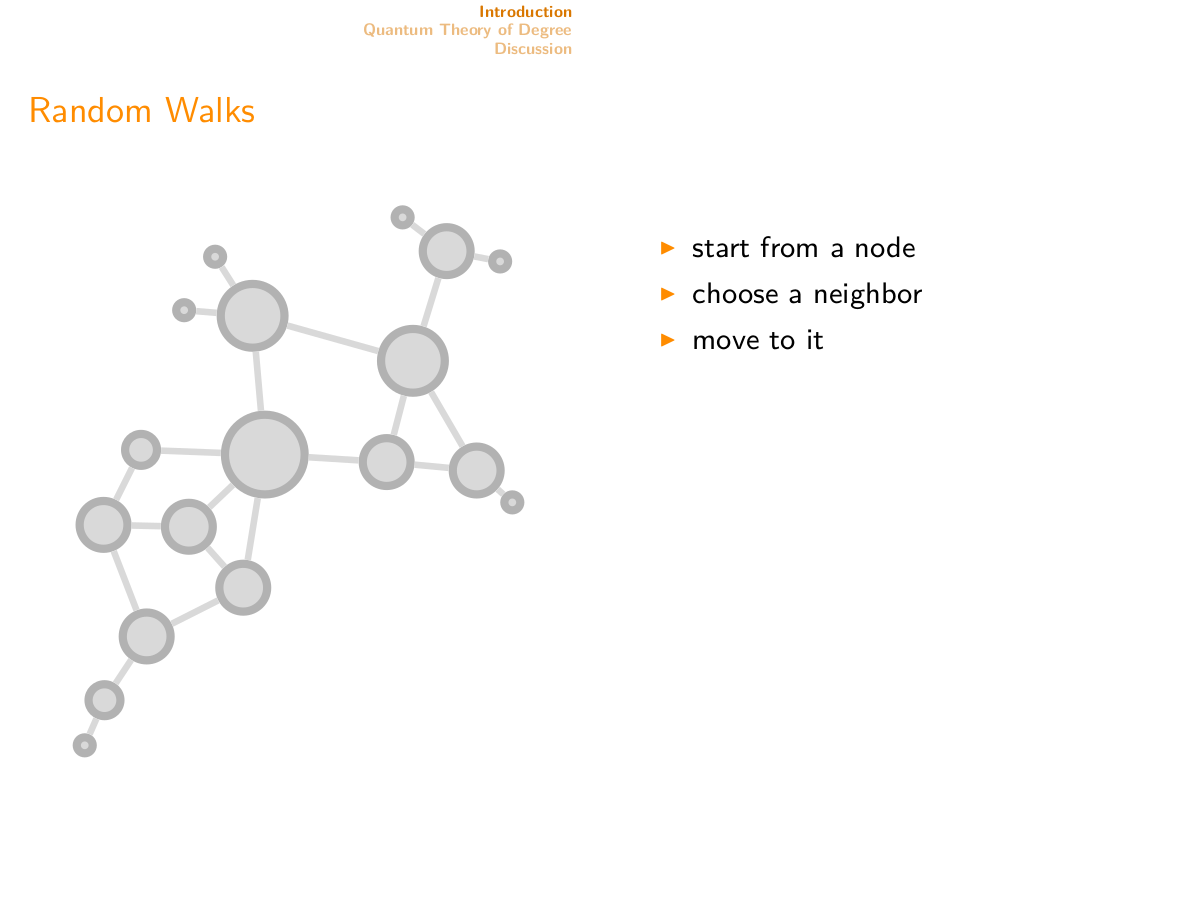 Introduction
Quantum Theory of Degree
Discussion
Random Walks
▶ start from a node
▶ choose a neighbor
▶ move to it